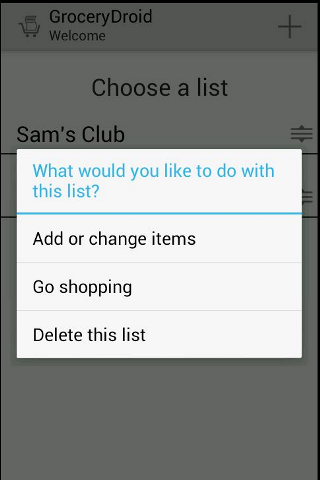 GroceryDroid
Welcome
Choose a list
Sam's Club
What would you like to do with
this list?
Add or change items
Go shopping
Delete this list